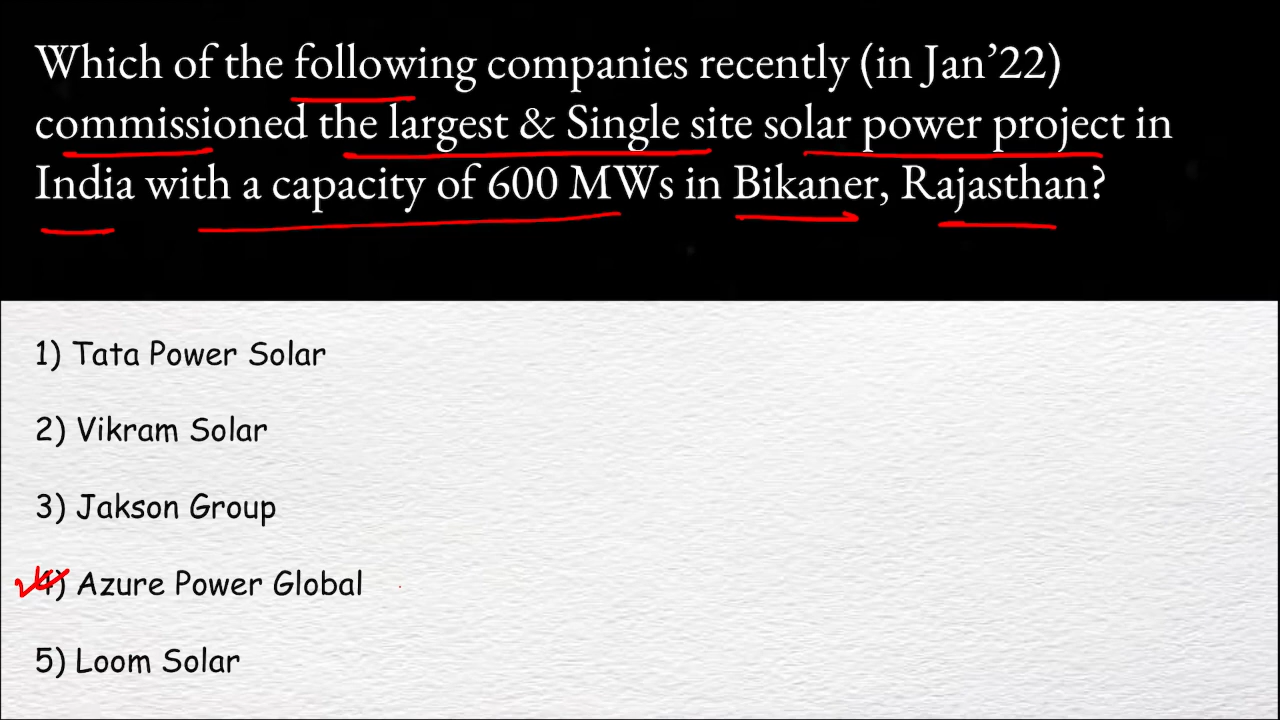 Which of the following companies recently (in Jan’22)
commissioned the largest & Single site solar power project in
India with a capacity of 600 MWs in Bikaner, Rajasthan?
1) Tata Power Solar
2) Vikram Solar
3) Jakson Group
4) Azure Power Global
5) Loom Solar